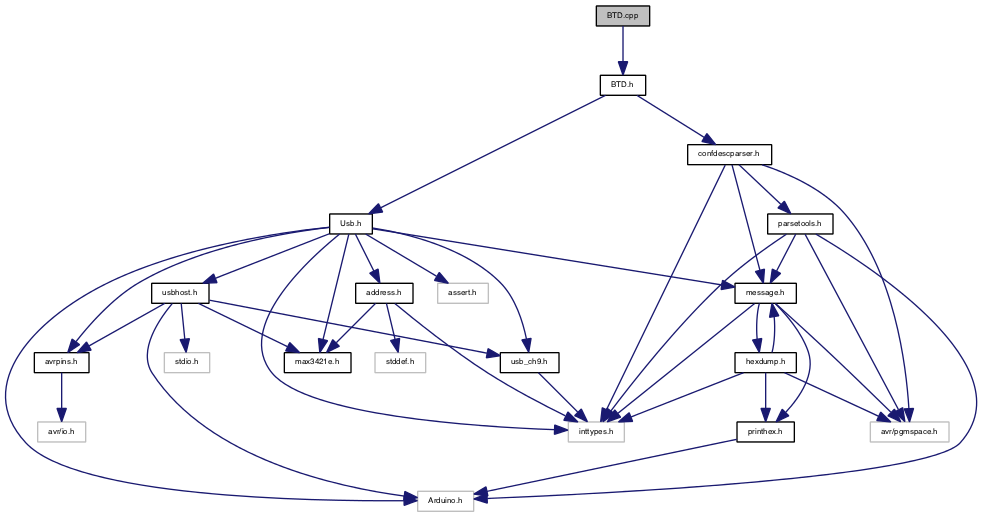 BTD.cpp
BTD.h
confdescparser.h
Usb.h
parsetools.h
usbhost.h
address.h
assert.h
message.h
avrpins.h
stdio.h
max3421e.h
stddef.h
usb_ch9.h
hexdump.h
avr/io.h
inttypes.h
printhex.h
avr/pgmspace.h
Arduino.h